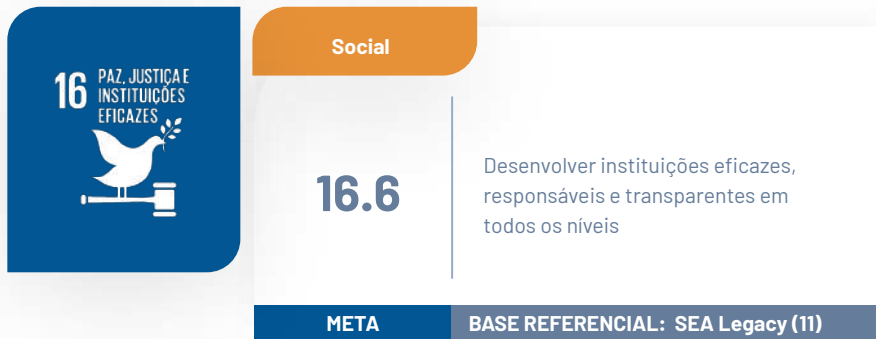 16 PAZ, JUSTIÇA E
INSTITUIÇÕES
EFICAZES
Social
16.6
Desenvolver instituições eficazes,
responsáveis e transparentes em
todos os níveis
META
BASE REFERENCIAL: SEA Legacy (11)